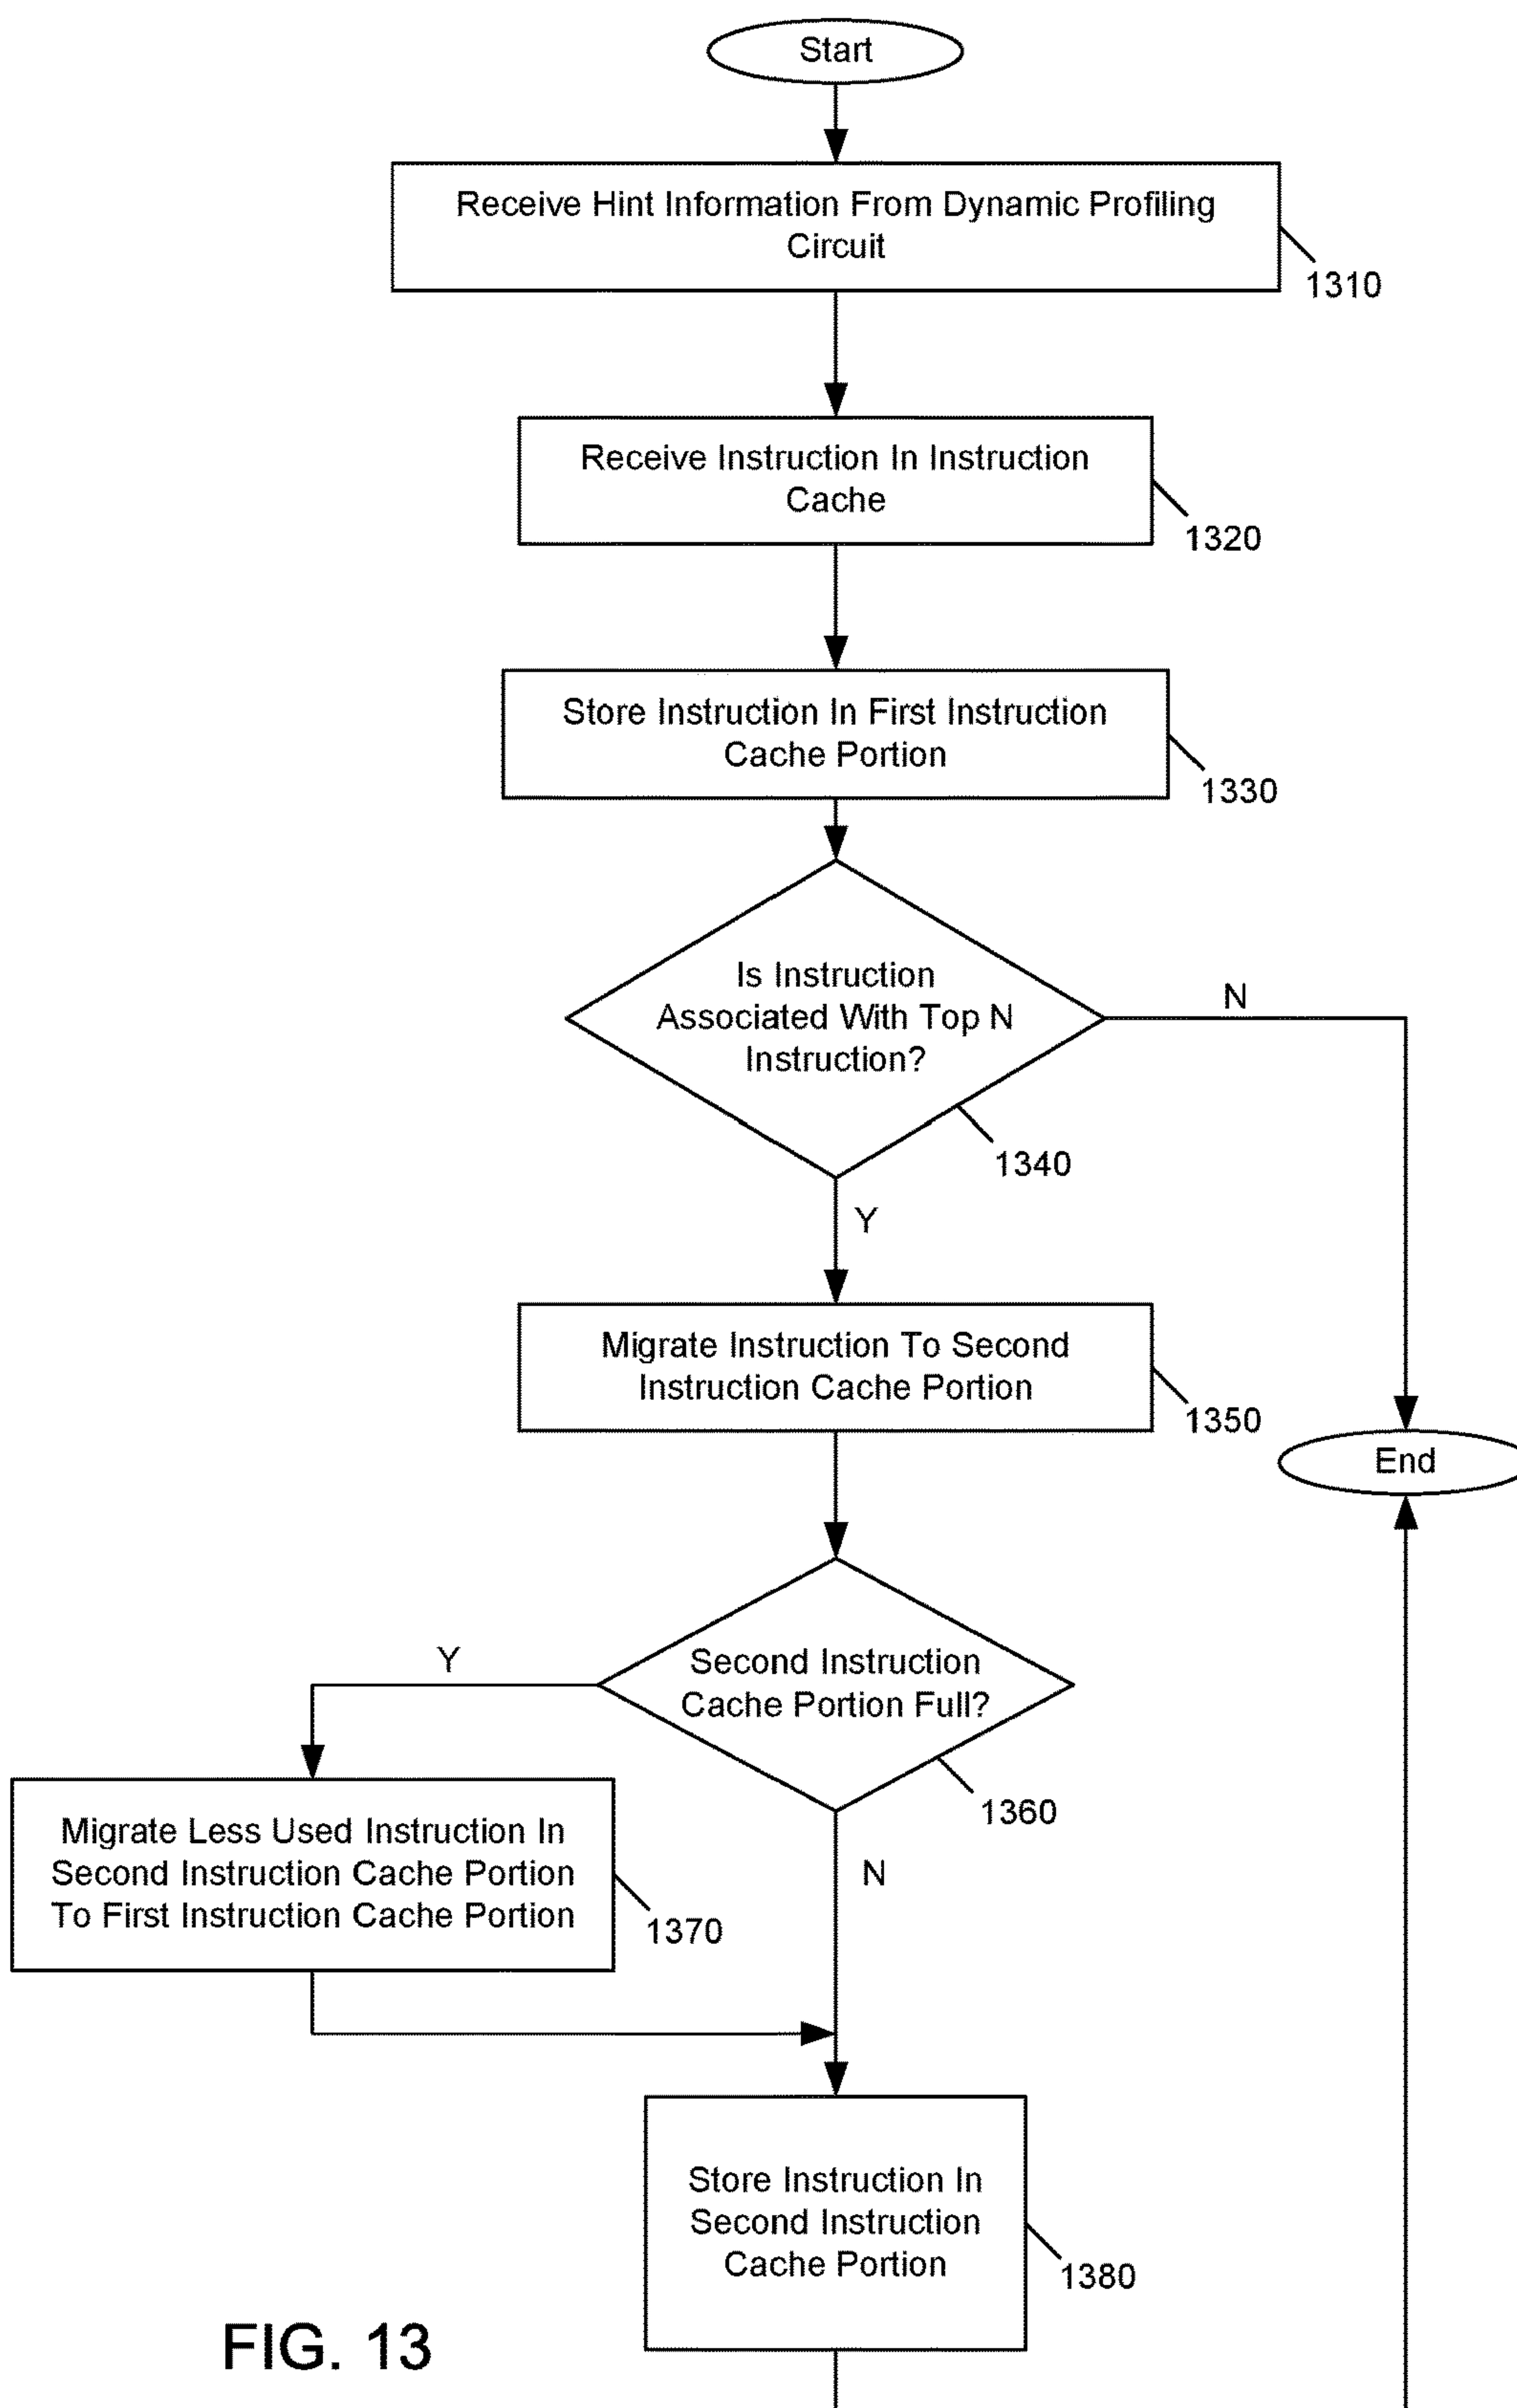 Start
Receive Hint Information From Dynamic Profiling
Circuit
1310
Receive Instruction In Instruction
Cache
1320
Store Instruction In First Instruction
Cache Portion
1330
Is Instruction
Associated With Top N
Instruction?
N
1340
Y
Migrate Instruction To Second
Instruction Cache Portion
1350
End
Second Instruction
Cache Portion Full?
Y
1360
N
Migrate Less Used Instruction In
Second Instruction Cache Portion
To First Instruction Cache Portion
1370
Store Instruction In
Second Instruction
Cache Portion
1380
FIG. 13